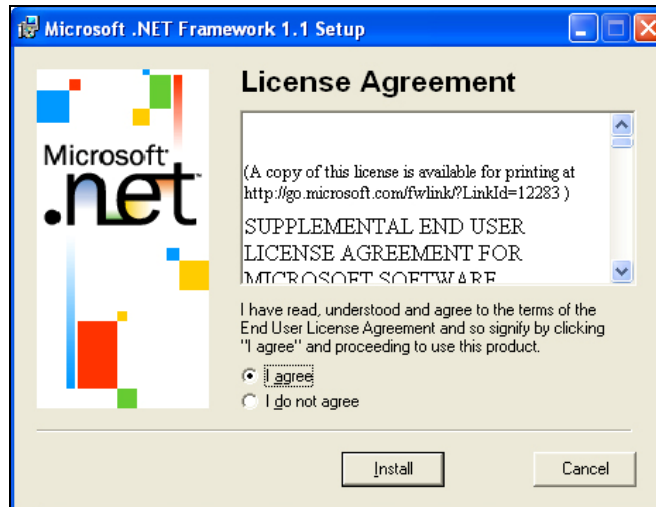 Microsoft .NET Framework 1.1 Setup
License Agreement
Microsoft
.net
(A copy of this license is available for printing at
http://go.microsoft.com/fwlink/?LinkId=12283 )
SUPPLEMENTAL END USER
LICENSE AGREEMENT FOR
MICROSOFT SOFTWARE
I have read, understood and agree to the terms of the
End User License Agreement and so signify by clicking
"I agree" and proceeding to use this product.
I agree
I do not agree
Install
Cancel